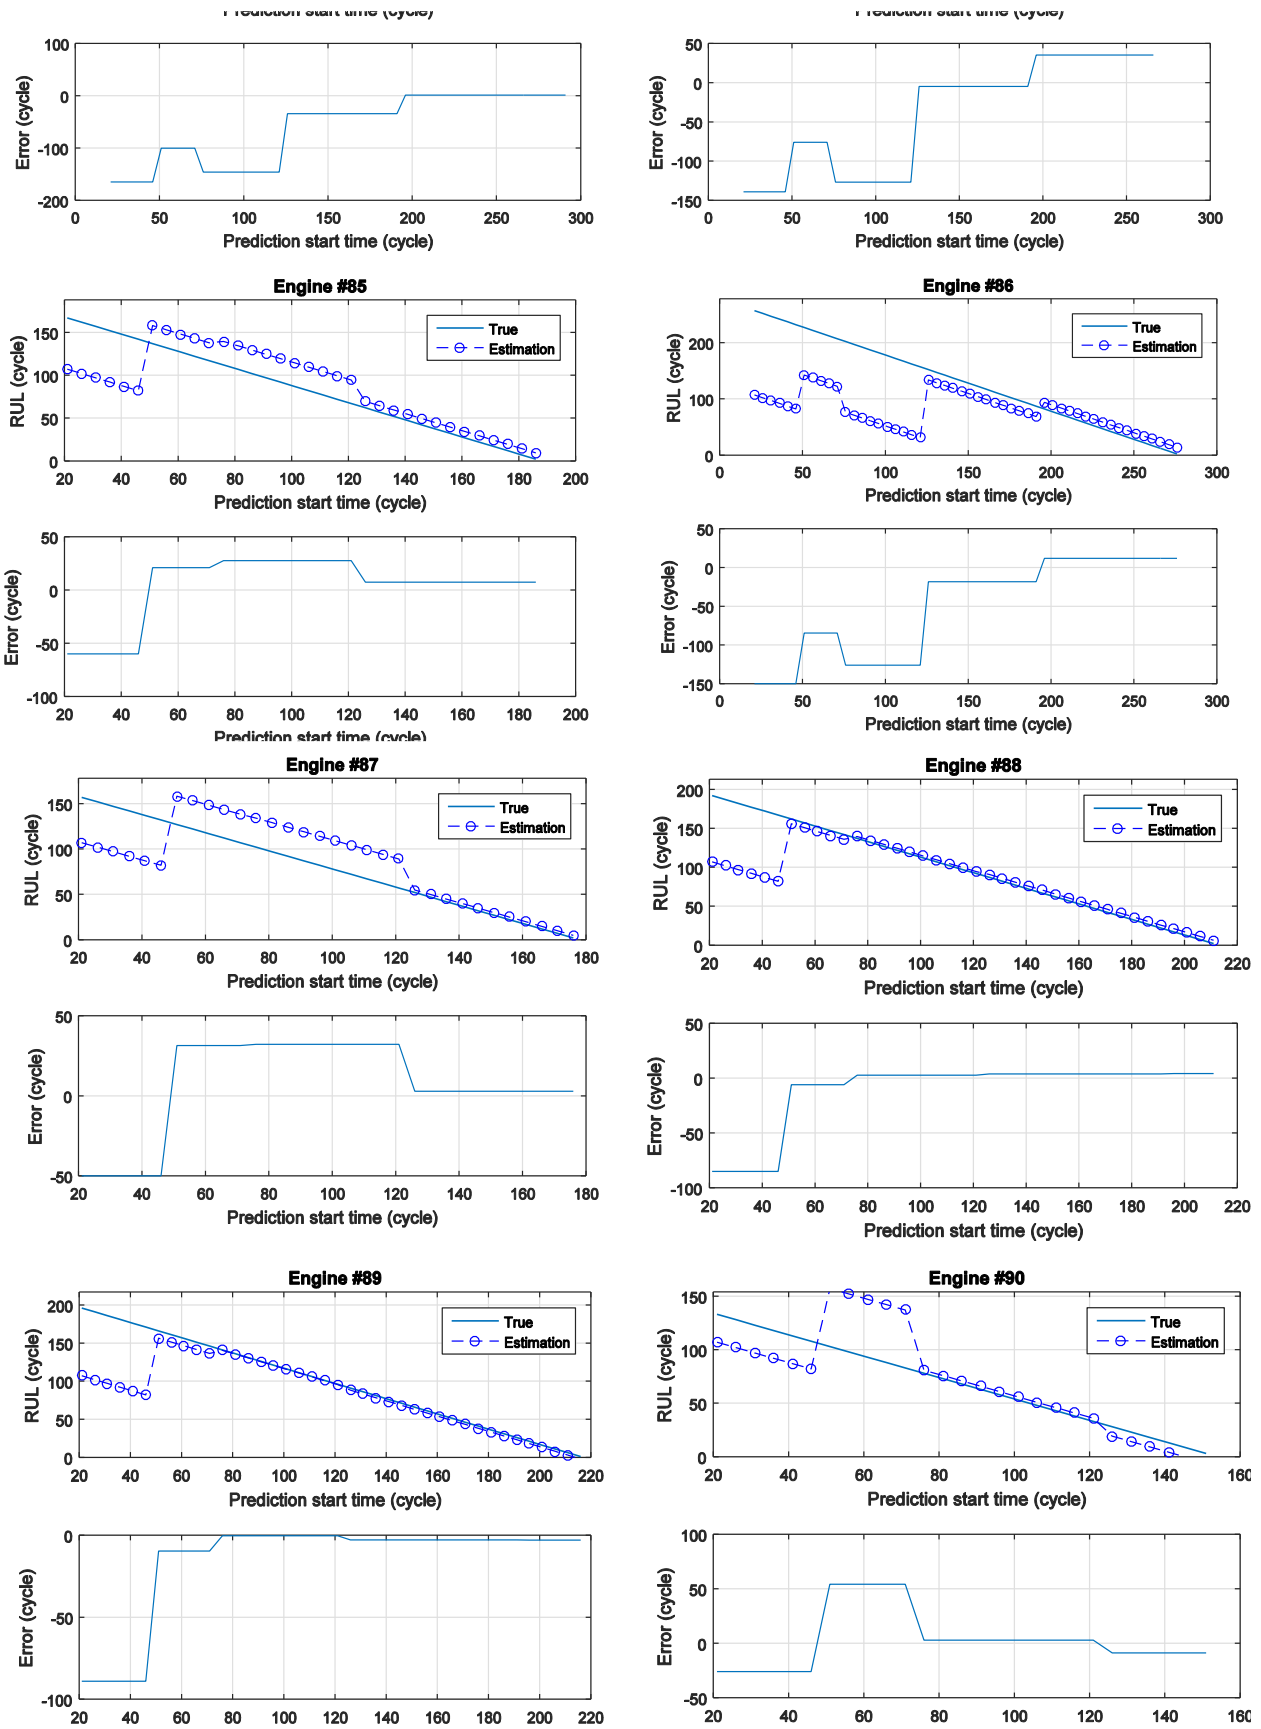 Prediction start time (cycle)
Prediction start time (cycle)
100
0
-100
-200
Error (cycle)
0 50 100 150 200 250 300
Prediction start time (cycle)
50
0
-50
-100
-150
Error (cycle)
0 50 100 150 200 250 300
Prediction start time (cycle)
Engine #85
150
100
50
0
RUL (cycle)
True
Estimation
20 40 60 80 100 120 140 160 180 200
Prediction start time (cycle)
50
0
-50
-100
Error (cycle)
20 40 60 80 100 120 140 160 180 200
Prediction start time (cycle)
Engine #86
200
100
0
RUL (cycle)
True
Estimation
0 50 100 150 200 250 300
Prediction start time (cycle)
50
0
-50
-100
-150
Error (cycle)
0 50 100 150 200 250 300
Prediction start time (cycle)
Engine #87
150
100
50
0
RUL (cycle)
True
Estimation
20 40 60 80 100 120 140 160 180
Prediction start time (cycle)
50
0
-50
Error (cycle)
20 40 60 80 100 120 140 160 180
Prediction start time (cycle)
Engine #88
200
150
100
50
0
RUL (cycle)
True
Estimation
20 40 60 80 100 120 140 160 180 200 220
Prediction start time (cycle)
50
0
-50
-100
Error (cycle)
20 40 60 80 100 120 140 160 180 200 220
Prediction start time (cycle)
Engine #89
200
150
100
50
0
RUL (cycle)
True
Estimation
20 40 60 80 100 120 140 160 180 200 220
Prediction start time (cycle)
0
-50
-100
Error (cycle)
20 40 60 80 100 120 140 160 180 200 220
Engine #90
150
100
50
0
RUL (cycle)
True
Estimation
20 40 60 80 100 120 140 160
Prediction start time (cycle)
100
50
0
-50
Error (cycle)
20 40 60 80 100 120 140 160